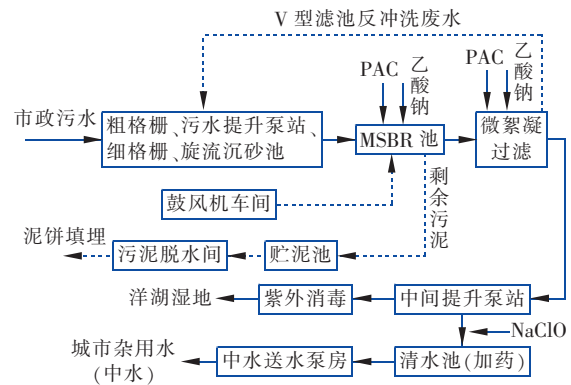 V 型滤池反冲洗废水
PAC
乙酸钠
PAC
乙酸钠
市政污水
粗格栅、污水提升泵站、
细格栅、旋流沉砂池
MSBR 池
微絮凝
过滤
鼓风机车间
剩余污泥
泥饼填埋
污泥脱水间
贮泥池
洋湖湿地
紫外消毒
中间提升泵站
NaClO
城市杂用水
(中水)
中水送水泵房
清水池(加药)